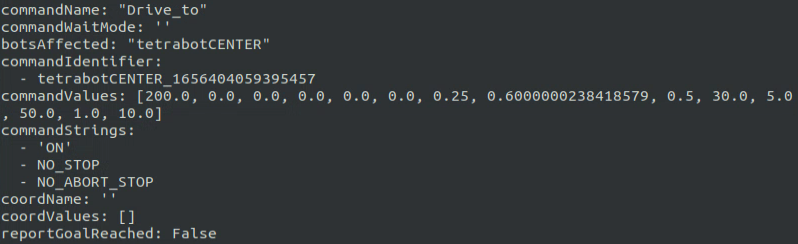 commandName: "Drive_to"
commandWaitMode: ''
botsAffected: "tetrabotCENTER"
commandIdentifier:
  - tetrabotCENTER_1656404059395457
commandValues: [200.0, 0.0, 0.0, 0.0, 0.0, 0.0, 0.25, 0.6000000238418579, 0.5, 30.0, 5.0
, 50.0, 1.0, 10.0]
commandStrings:
  - 'ON'
  - NO_STOP
  - NO_ABORT_STOP
coordName: ''
coordValues: []
reportGoalReached: False